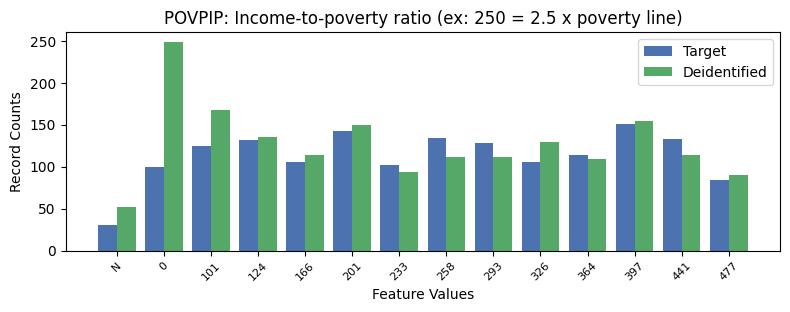 POVPIP: Income-to-poverty ratio (ex: 250 = 2.5 x poverty line)
Target
Deidentified
Record Counts
250
200
150
100
50
0
N 0 101 124 166 201 233 258 293 326 364 397 441 477
Feature Values